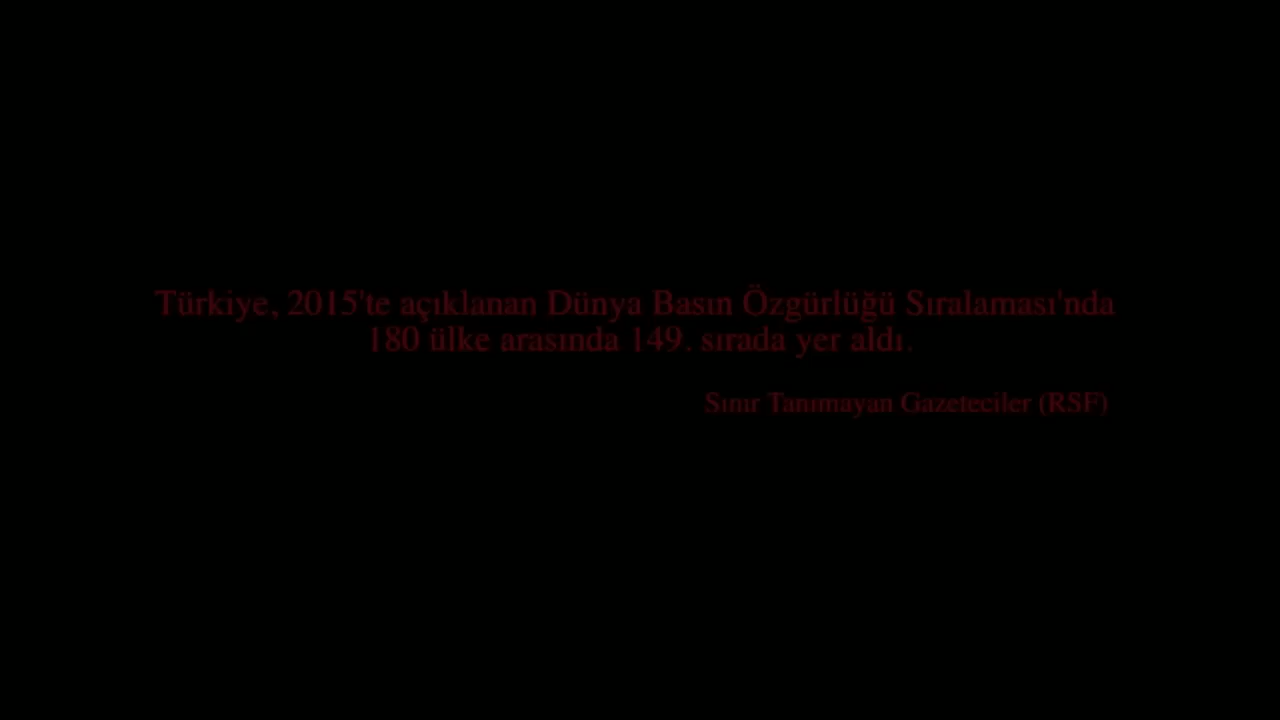 Türkiye, 2015'te açıklanan Dünya Basın Özgürlüğü Sıralaması'nda
180 ülke arasında 149. sırada yer aldı.
Sınır Tanımayan Gazeteciler (RSF)